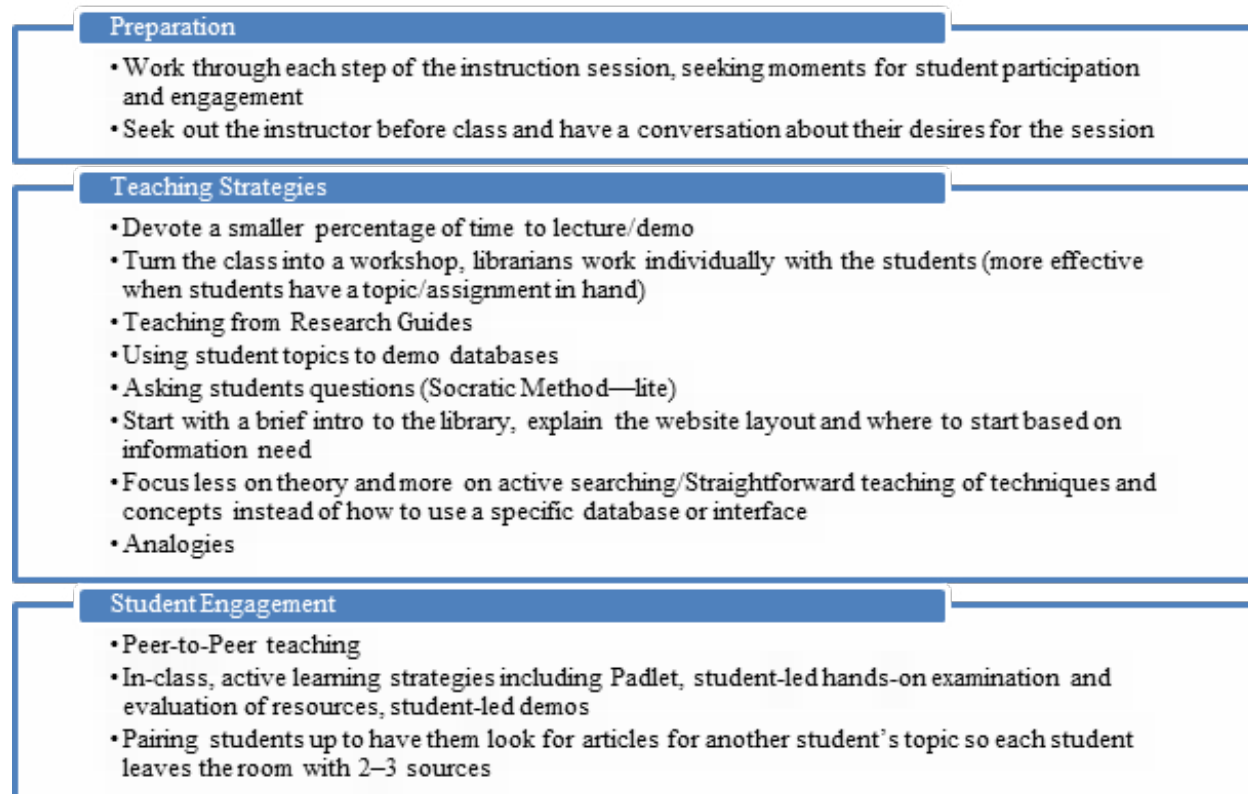 Preparation
•Work through each step of the instruction session, seeking moments for student participation
and engagement
•Seek out the instructor before class and have a conversation about their desires for the session
Teaching Strategies
•Devote a smaller percentage of time to lecture/demo
•Turn the class into a workshop, librarians work individually with the students (more effective
when students have a topic/assignment in hand)
•Teaching from Research Guides
•Using student topics to demo databases
•Asking students questions (Socratic Method—lite)
•Start with a brief intro to the library, explain the website layout and where to start based on
information need
•Focus less on theory and more on active searching/Straightforward teaching of techniques and
concepts instead of how to use a specific database or interface
•Analogies
Student Engagement
•Peer-to-Peer teaching
•In-class, active learning strategies including Padlet, student-led hands-on examination and
evaluation of resources, student-led demos
•Pairing students up to have them look for articles for another student’s topic so each student
leaves the room with 2–3 sources